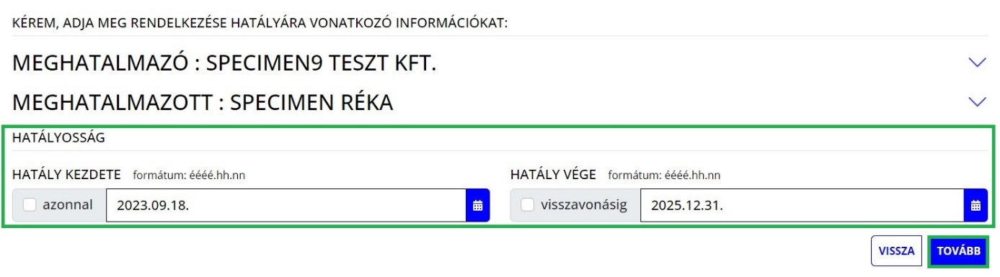 KÉREM, ADJA MEG RENDELKEZÉSE HATÁLYÁRA VONATKOZÓ INFORMÁCIÓKAT:
MEGHATALMAZÓ : SPECIMEN9 TESZT KFT.
MEGHATALMAZOTT : SPECIMEN RÉKA
HATÁLYOSSÁG
HATÁLY KEZDETE formátum: éééé.hh.nn
azonnal 2023.09.18.
HATÁLY VÉGE formátum: éééé.hh.nn
visszavonásig 2025.12.31.
VISSZA TOVÁBB